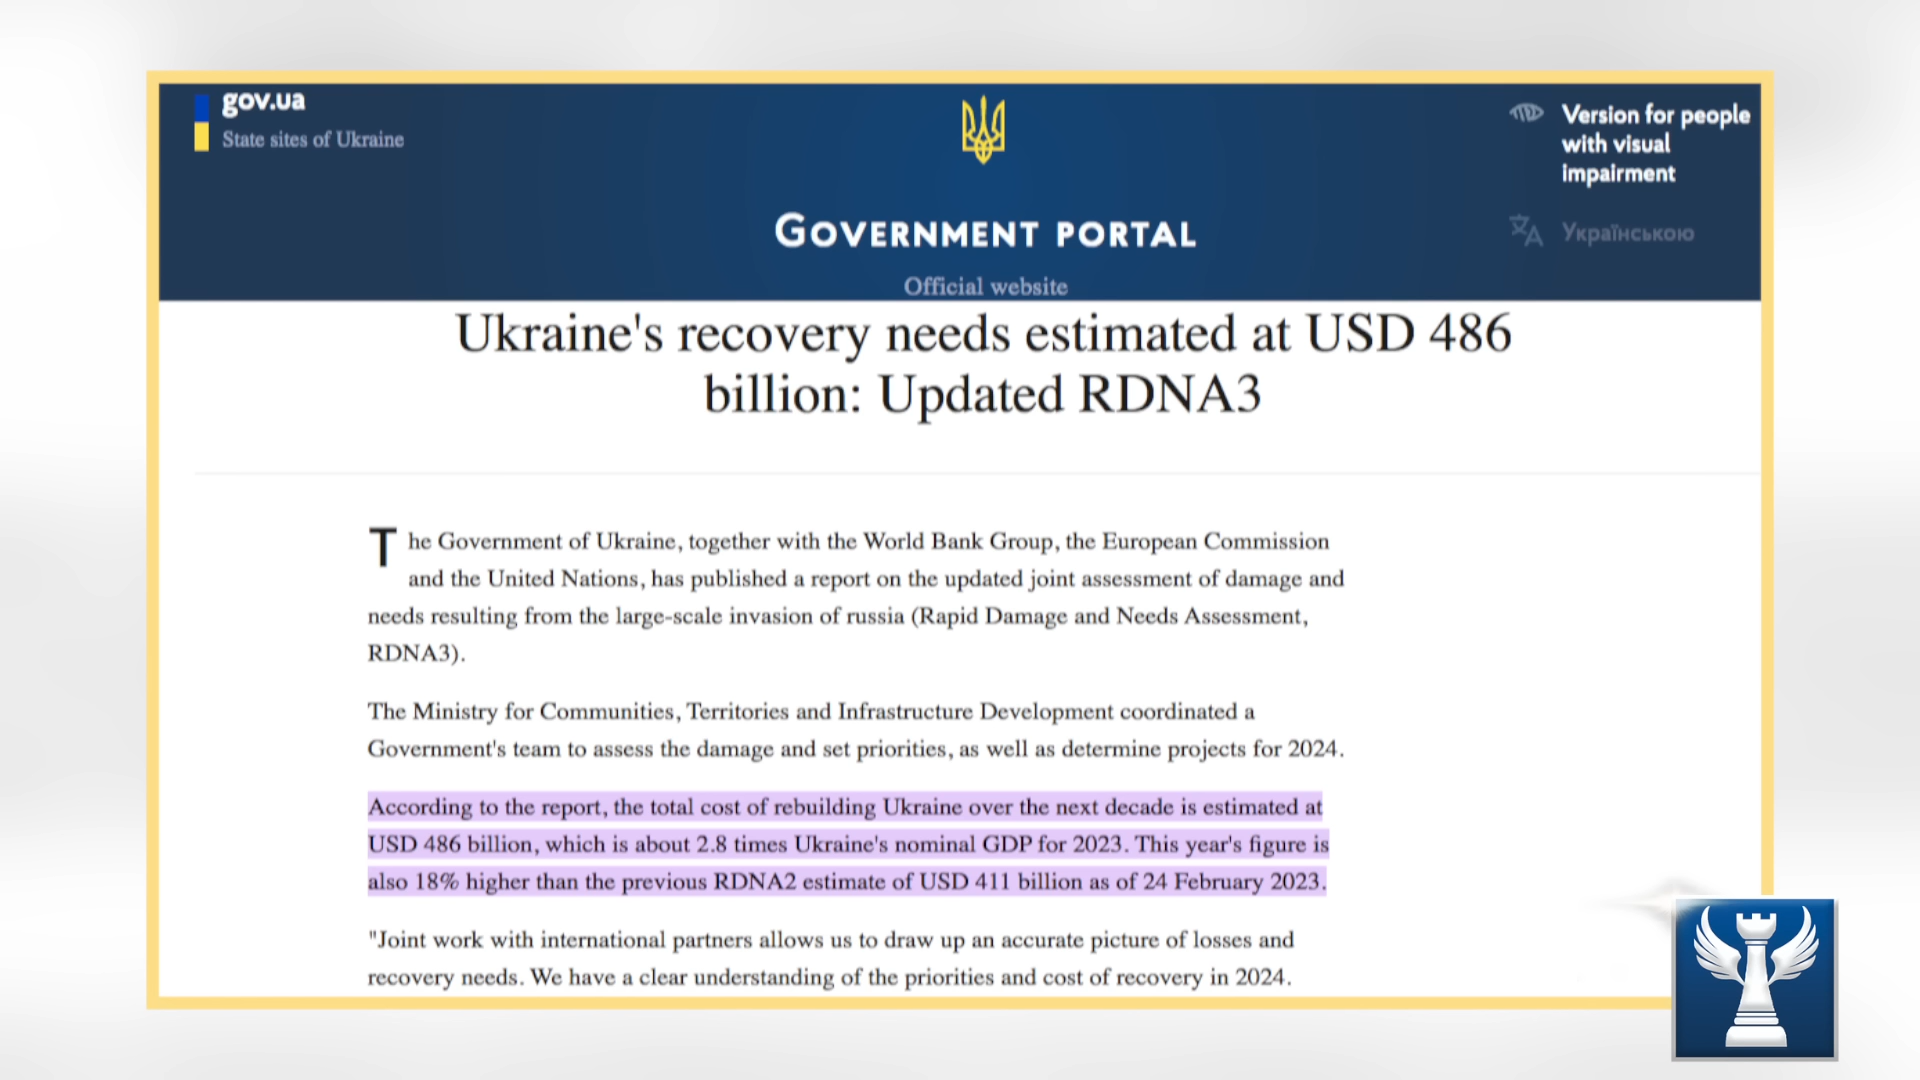 gov.ua
State sites of Ukraine
Version for people
with visual
impairment
Українською
GOVERNMENT PORTAL
Official website
Ukraine's recovery needs estimated at USD 486
billion: Updated RDNA3
The Government of Ukraine, together with the World Bank Group, the European Commission
and the United Nations, has published a report on the updated joint assessment of damage and
needs resulting from the large-scale invasion of russia (Rapid Damage and Needs Assessment,
RDNA3).
The Ministry for Communities, Territories and Infrastructure Development coordinated a
Government's team to assess the damage and set priorities, as well as determine projects for 2024.
According to the report, the total cost of rebuilding Ukraine over the next decade is estimated at
USD 486 billion, which is about 2.8 times Ukraine's nominal GDP for 2023. This year's figure is
also 18% higher than the previous RDNA2 estimate of USD 411 billion as of 24 February 2023.
"Joint work with international partners allows us to draw up an accurate picture of losses and
recovery needs. We have a clear understanding of the priorities and cost of recovery in 2024.